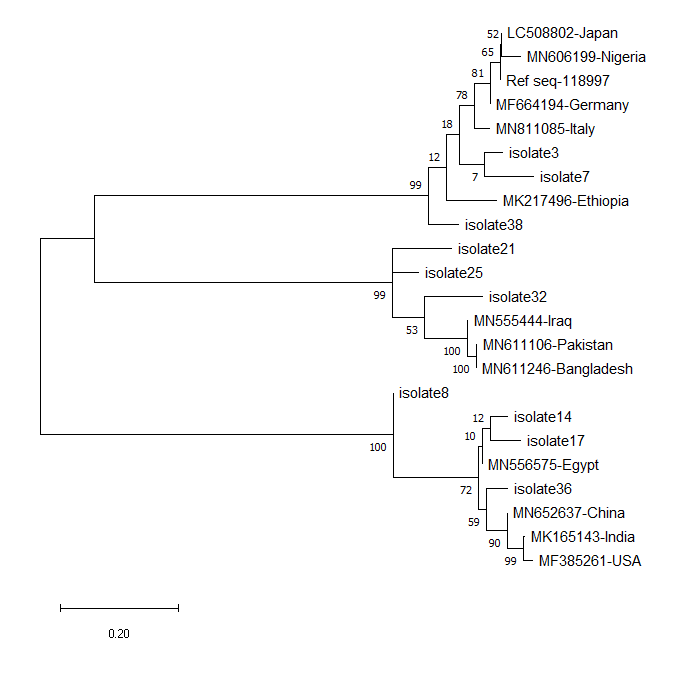 52
LC508802-Japan
65
MN606199-Nigeria
81
Ref seq-118997
78
MF664194-Germany
18
MN811085-Italy
12
isolate3
7
isolate7
99
MK217496-Ethiopia
isolate38
isolate21
isolate25
99
isolate32
53
MN555444-Iraq
100
MN611106-Pakistan
100
MN611246-Bangladesh
isolate8
12
isolate14
10
isolate17
100
MN556575-Egypt
72
isolate36
59
MN652637-China
90
MK165143-India
99
MF385261-USA
0.20